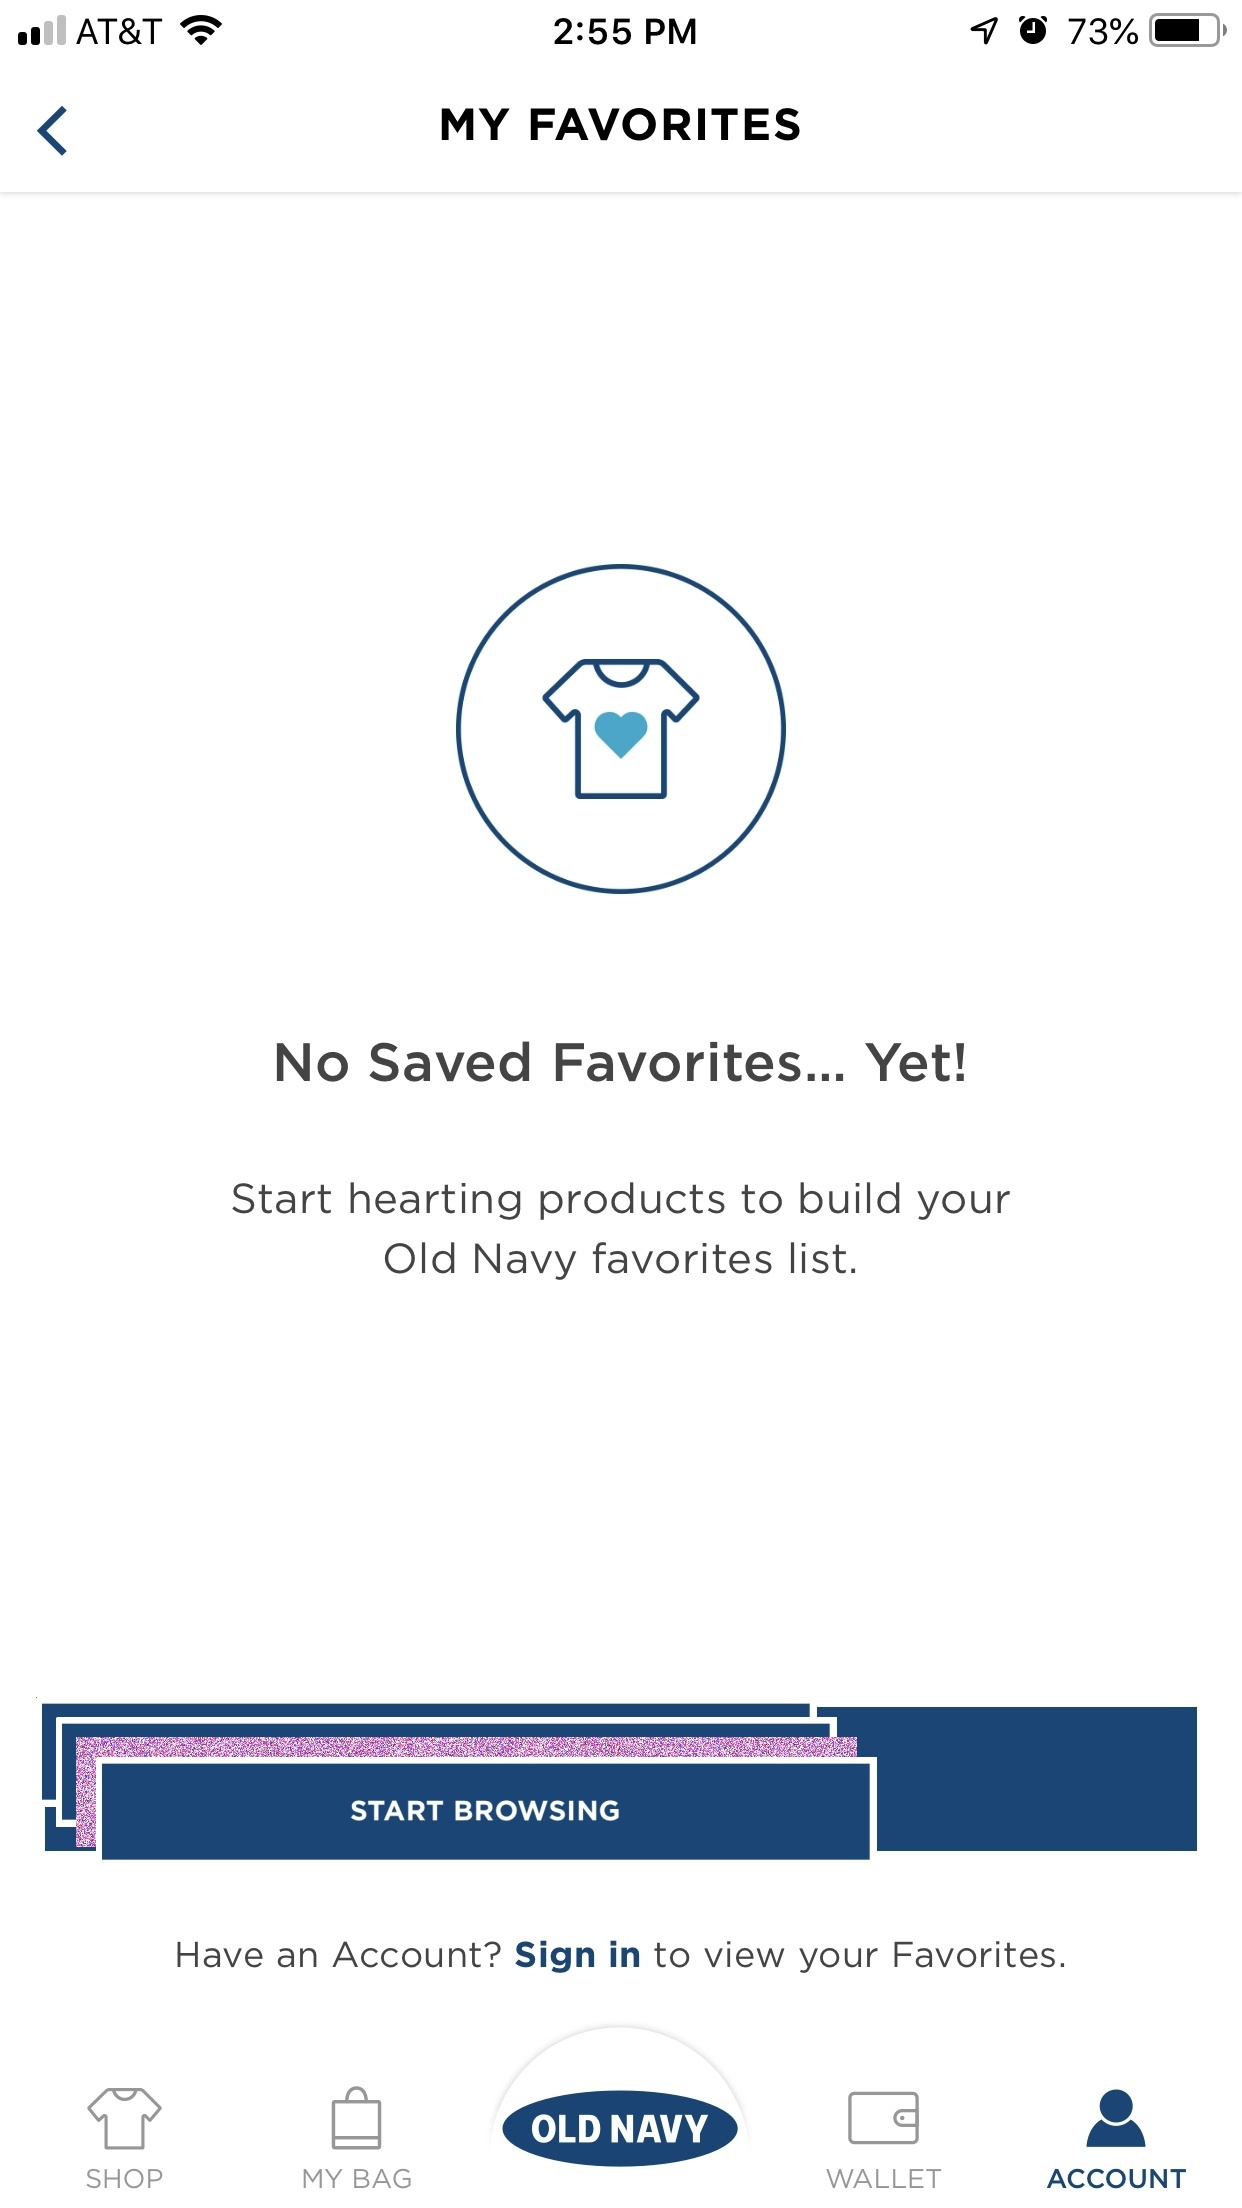 AT&T 2:55 PM 73%
MY FAVORITES
No Saved Favorites... Yet!
Start hearting products to build your
Old Navy favorites list.
START BROWSING
Have an Account? Sign in to view your Favorites.
SHOP MY BAG OLD NAVY WALLET ACCOUNT